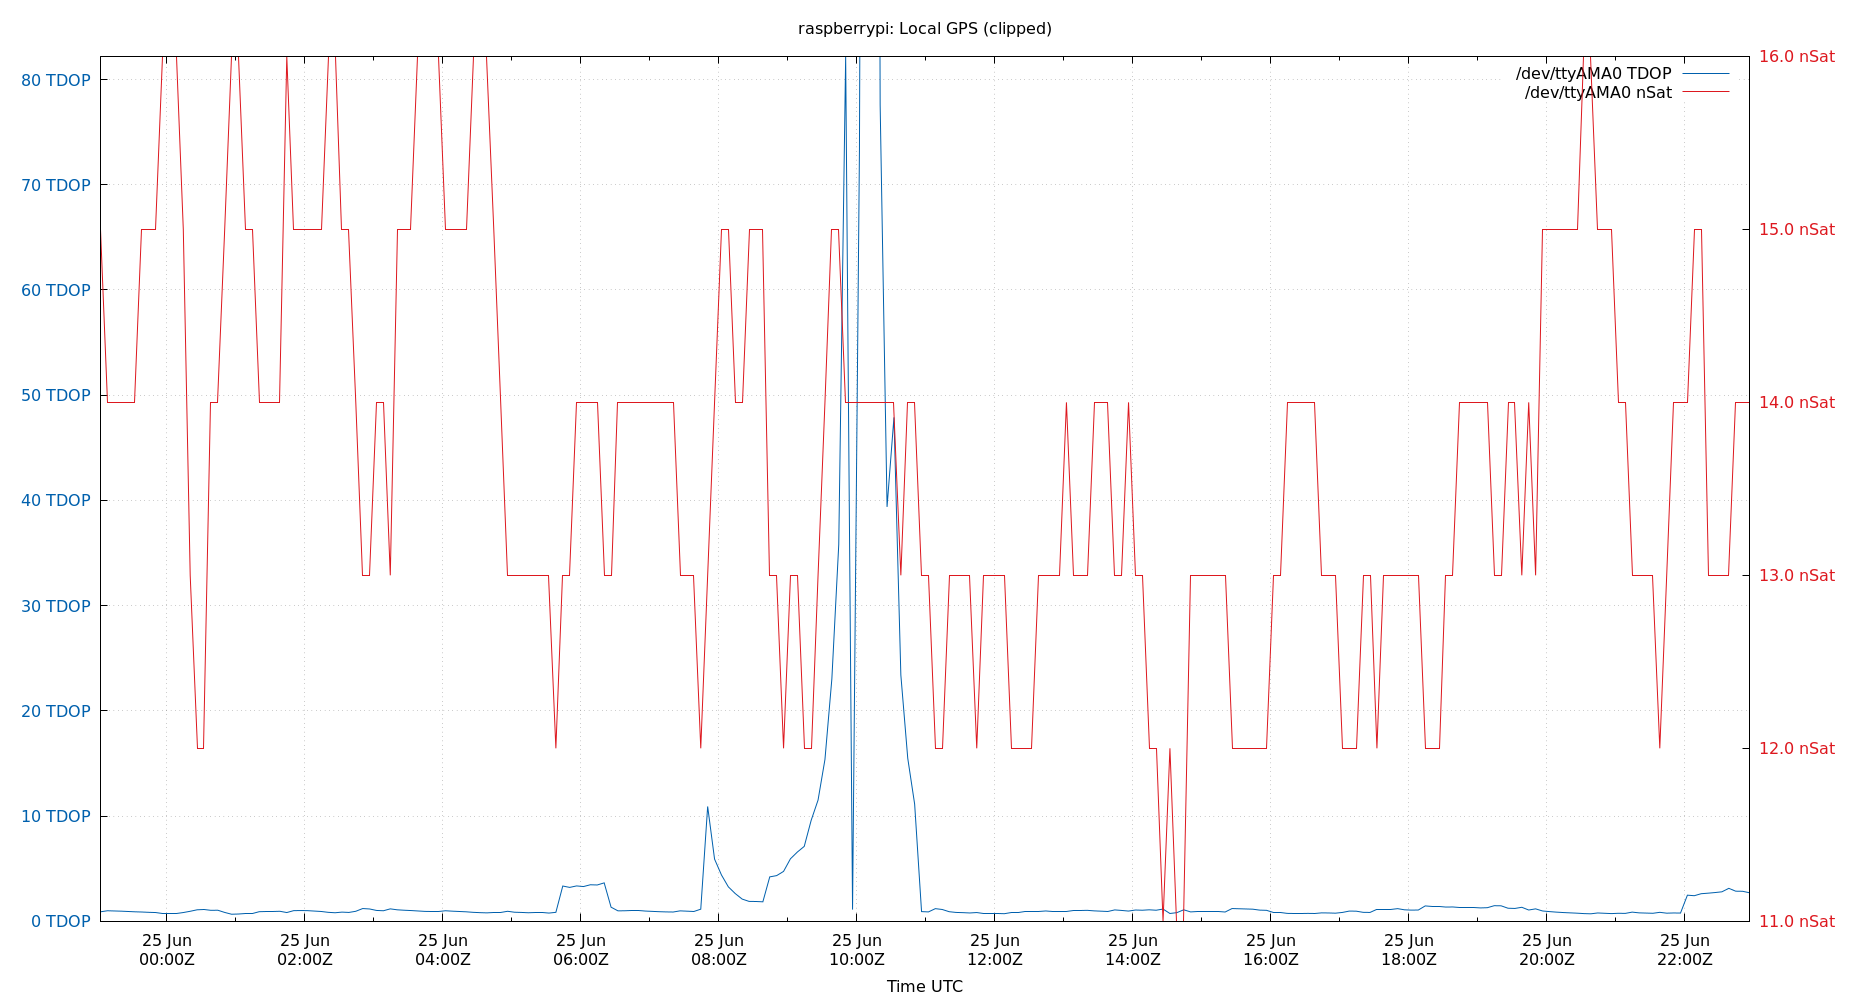 raspberrypi: Local GPS (clipped)
/dev/ttyAMA0 TDOP
/dev/ttyAMA0 nSat
80 TDOP
70 TDOP
60 TDOP
50 TDOP
40 TDOP
30 TDOP
20 TDOP
10 TDOP
0 TDOP
16.0 nSat
15.0 nSat
14.0 nSat
13.0 nSat
12.0 nSat
11.0 nSat
25 Jun 25 Jun 25 Jun 25 Jun 25 Jun 25 Jun 25 Jun 25 Jun 25 Jun 25 Jun 25 Jun 25 Jun
00:00Z 02:00Z 04:00Z 06:00Z 08:00Z 10:00Z 12:00Z 14:00Z 16:00Z 18:00Z 20:00Z 22:00Z
Time UTC